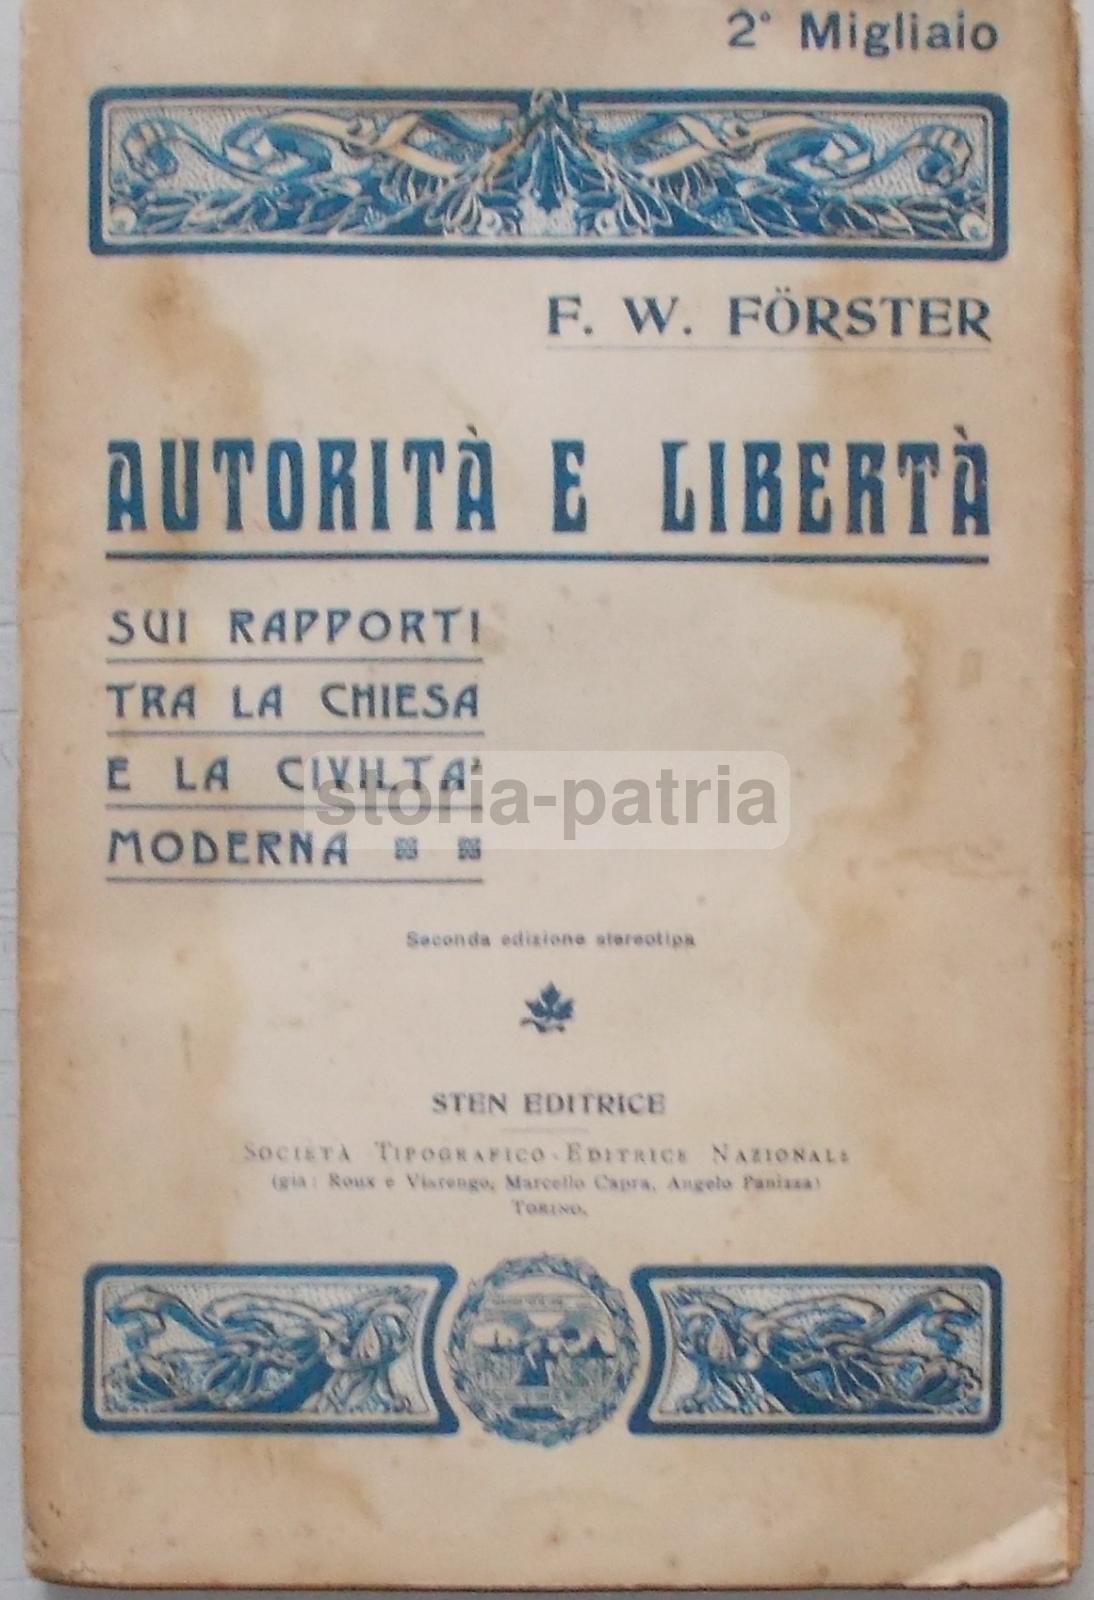 2° Migliaio
F. W. FÖRSTER
AUTORITÀ E LIBERTÀ
SUI RAPPORTI
TRA LA CHIESA
E LA CIVILTA'
MODERNA
storia-patria
Seconda edizione stereotipa
STEN EDITRICE
SOCIETÀ TIPOGRAFICO-EDITRICE NAZIONALE
(già: Roux e Viarengo, Marcello Capra, Angelo Panizza)
TORINO.